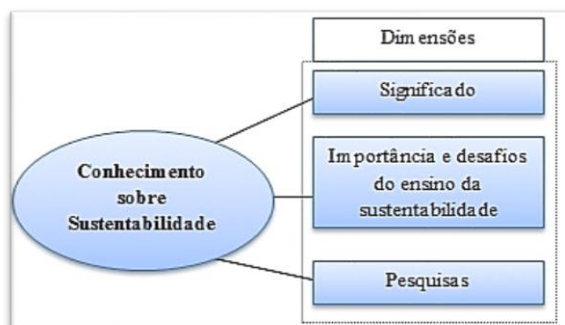 Dimensões
Significado
Conhecimento
sobre
Sustentabilidade
Importância e desafios
do ensino da
sustentabilidade
Pesquisas